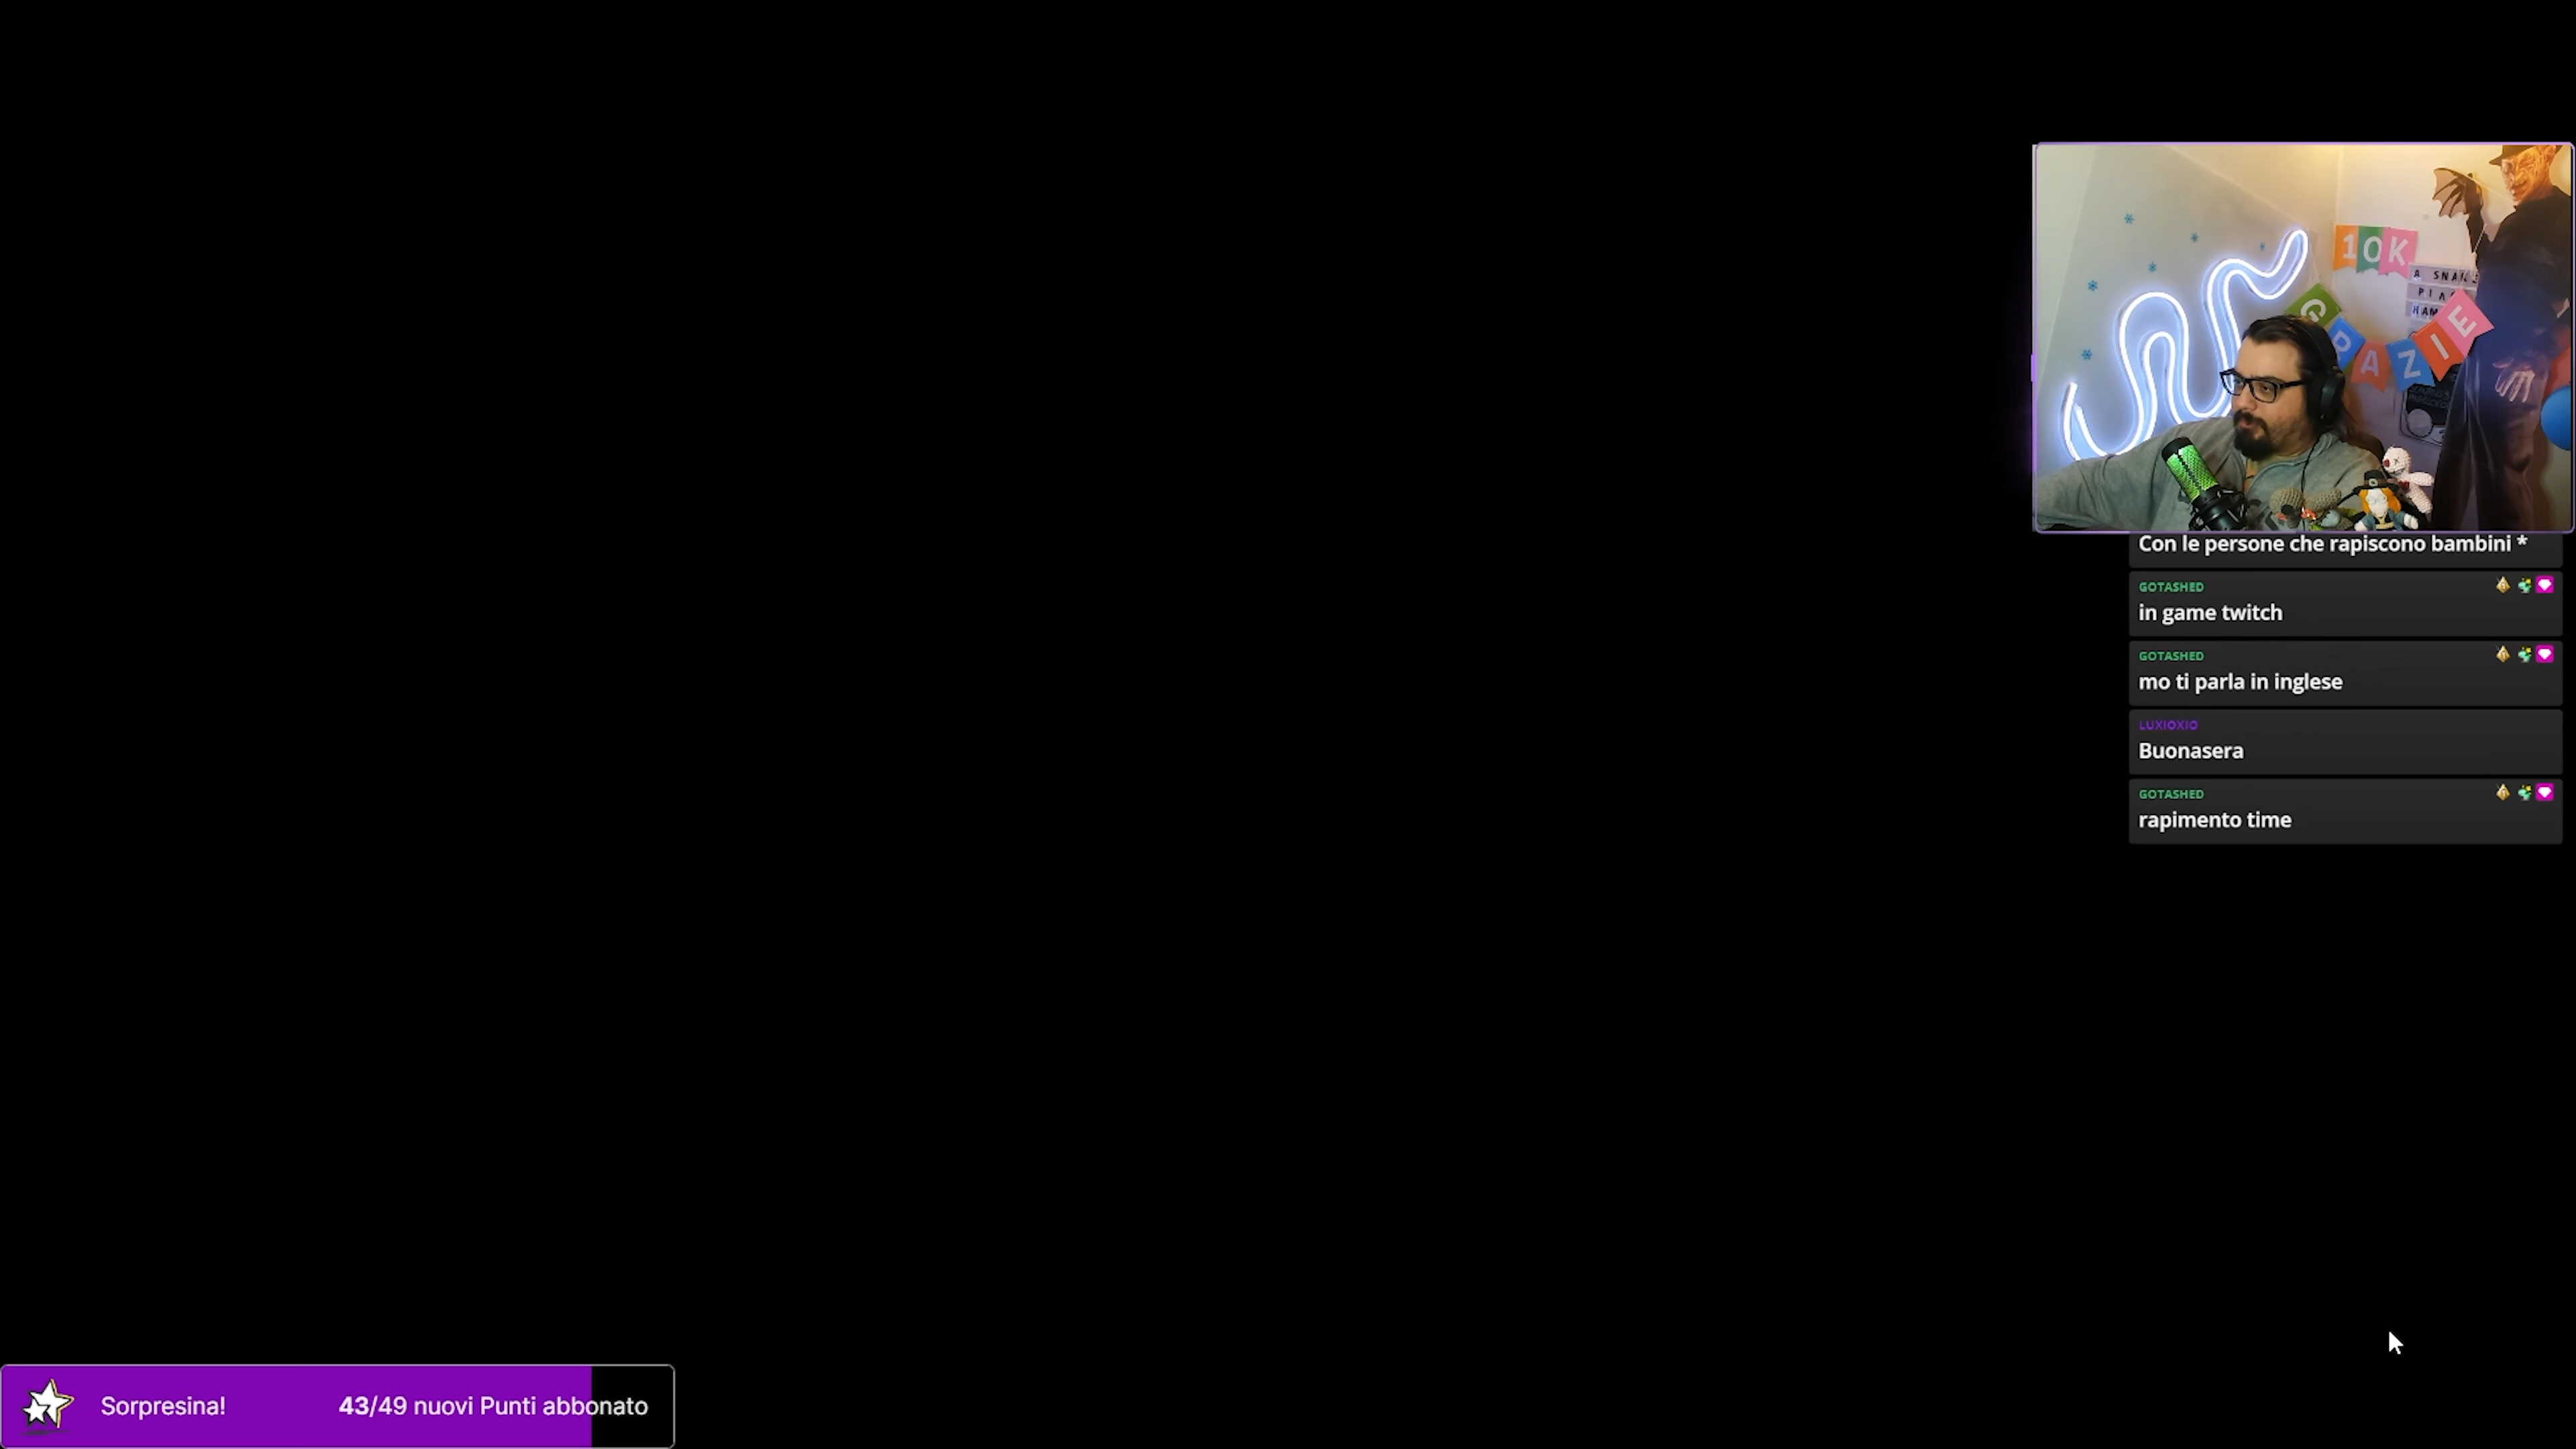 10K
A SNAKE
GRAZIE
Con le persone che rapiscono bambini *
GOTASHED
in game twitch
GOTASHED
mo ti parla in inglese
LUXIOXIO
Buonasera
GOTASHED
rapimento time
Sorpresina! 43/49 nuovi Punti abbonato